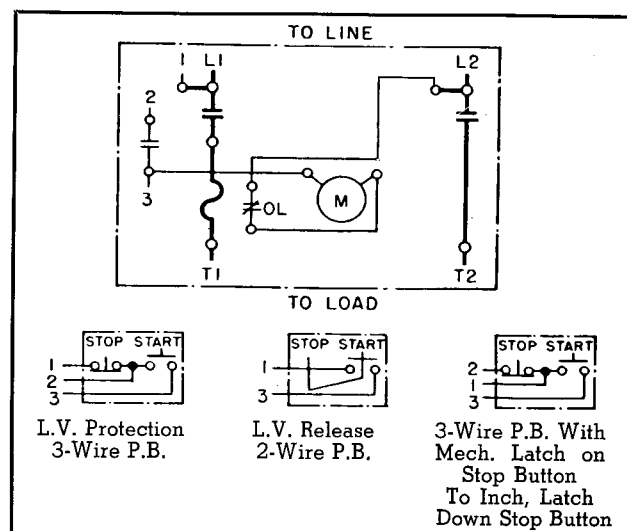 TO LINE
1 L1 L2
2
3
OL
M
T1 T2
TO LOAD
STOP START
1
2
3
L.V. Protection
3-Wire P.B.
STOP START
1
3
L.V. Release
2-Wire P.B.
STOP START
2
1
3
3-Wire P.B. With
Mech. Latch on
Stop Button
To Inch, Latch
Down Stop Button